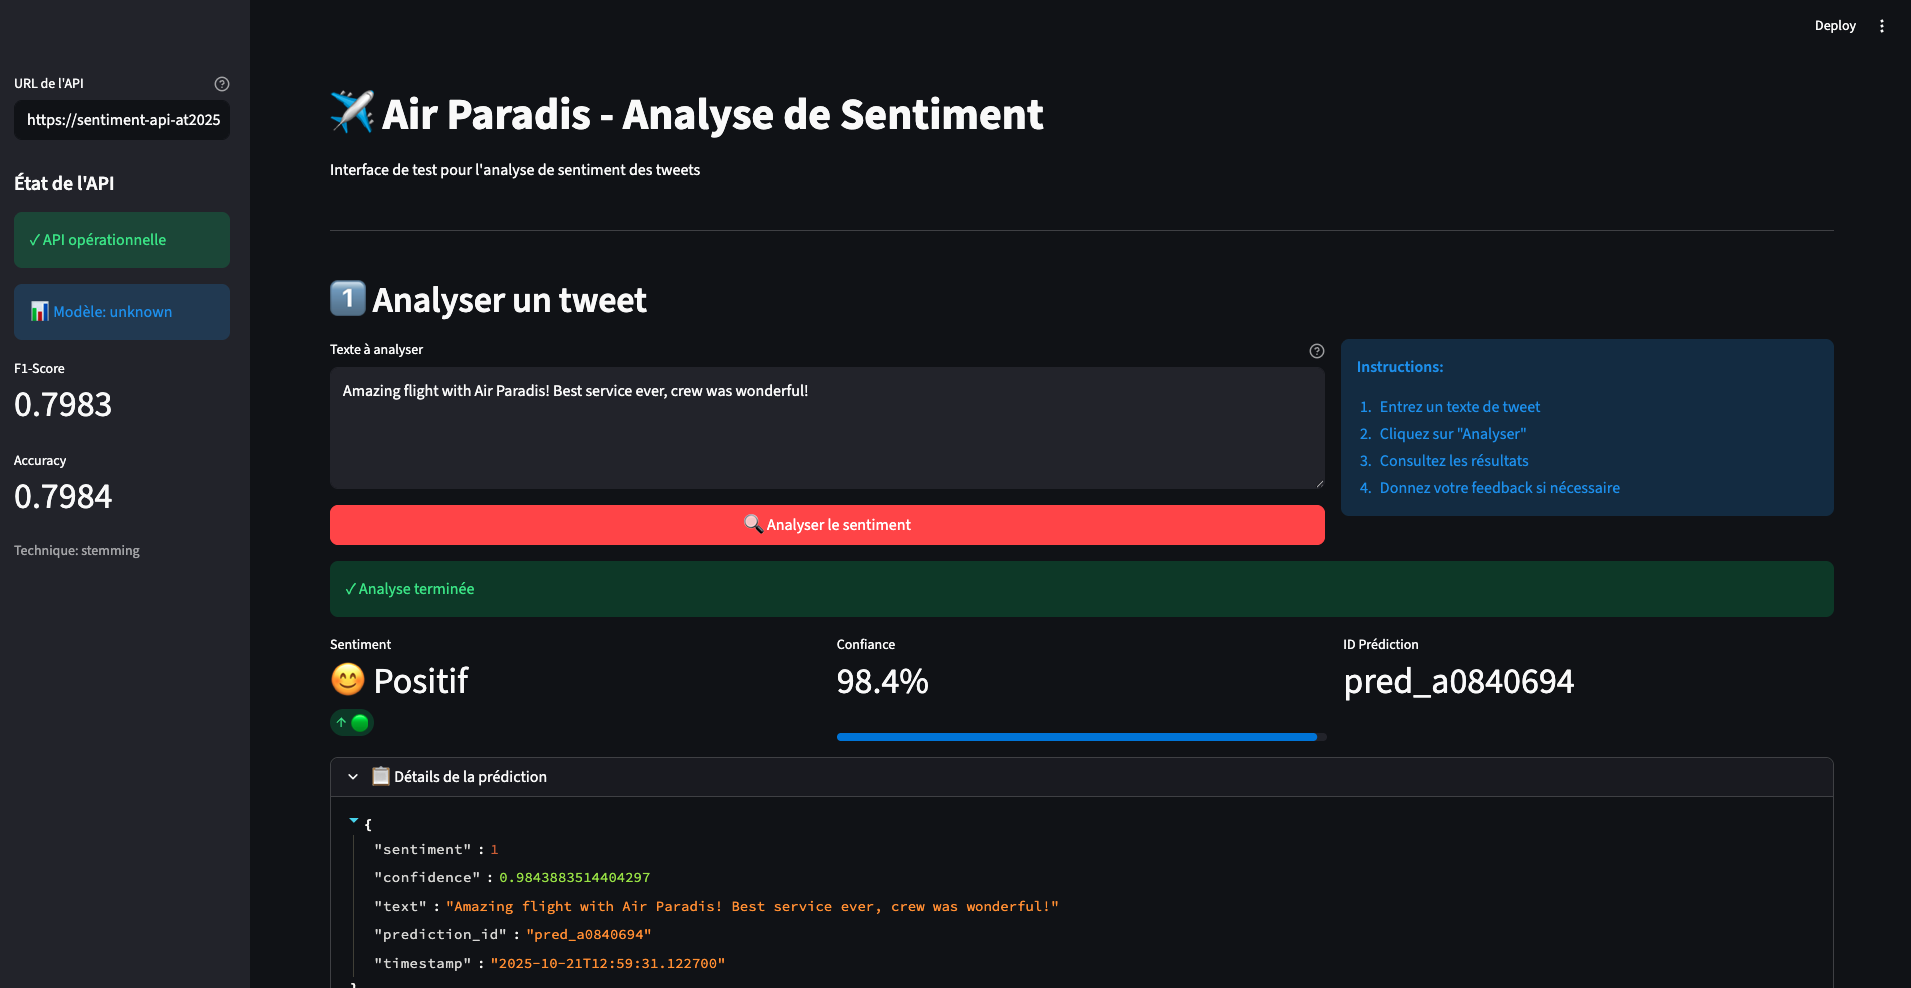 Deploy
URL de l'API
https://sentiment-api-at2025
État de l'API
✓ API opérationnelle
📊 Modèle: unknown
F1-Score
0.7983
Accuracy
0.7984
Technique: stemming
✈️ Air Paradis - Analyse de Sentiment
Interface de test pour l'analyse de sentiment des tweets
1️⃣ Analyser un tweet
Texte à analyser
Amazing flight with Air Paradis! Best service ever, crew was wonderful!
🔍 Analyser le sentiment
Instructions:
1. Entrez un texte de tweet
2. Cliquez sur "Analyser"
3. Consultez les résultats
4. Donnez votre feedback si nécessaire
✓ Analyse terminée
Sentiment
😊 Positif
↑ 🟢
Confiance
98.4%
ID Prédiction
pred_a0840694
📋 Détails de la prédiction
{
"sentiment" : 1
"confidence" : 0.9843883514404297
"text" : "Amazing flight with Air Paradis! Best service ever, crew was wonderful!"
"prediction_id" : "pred_a0840694"
"timestamp" : "2025-10-21T12:59:31.122700"
}